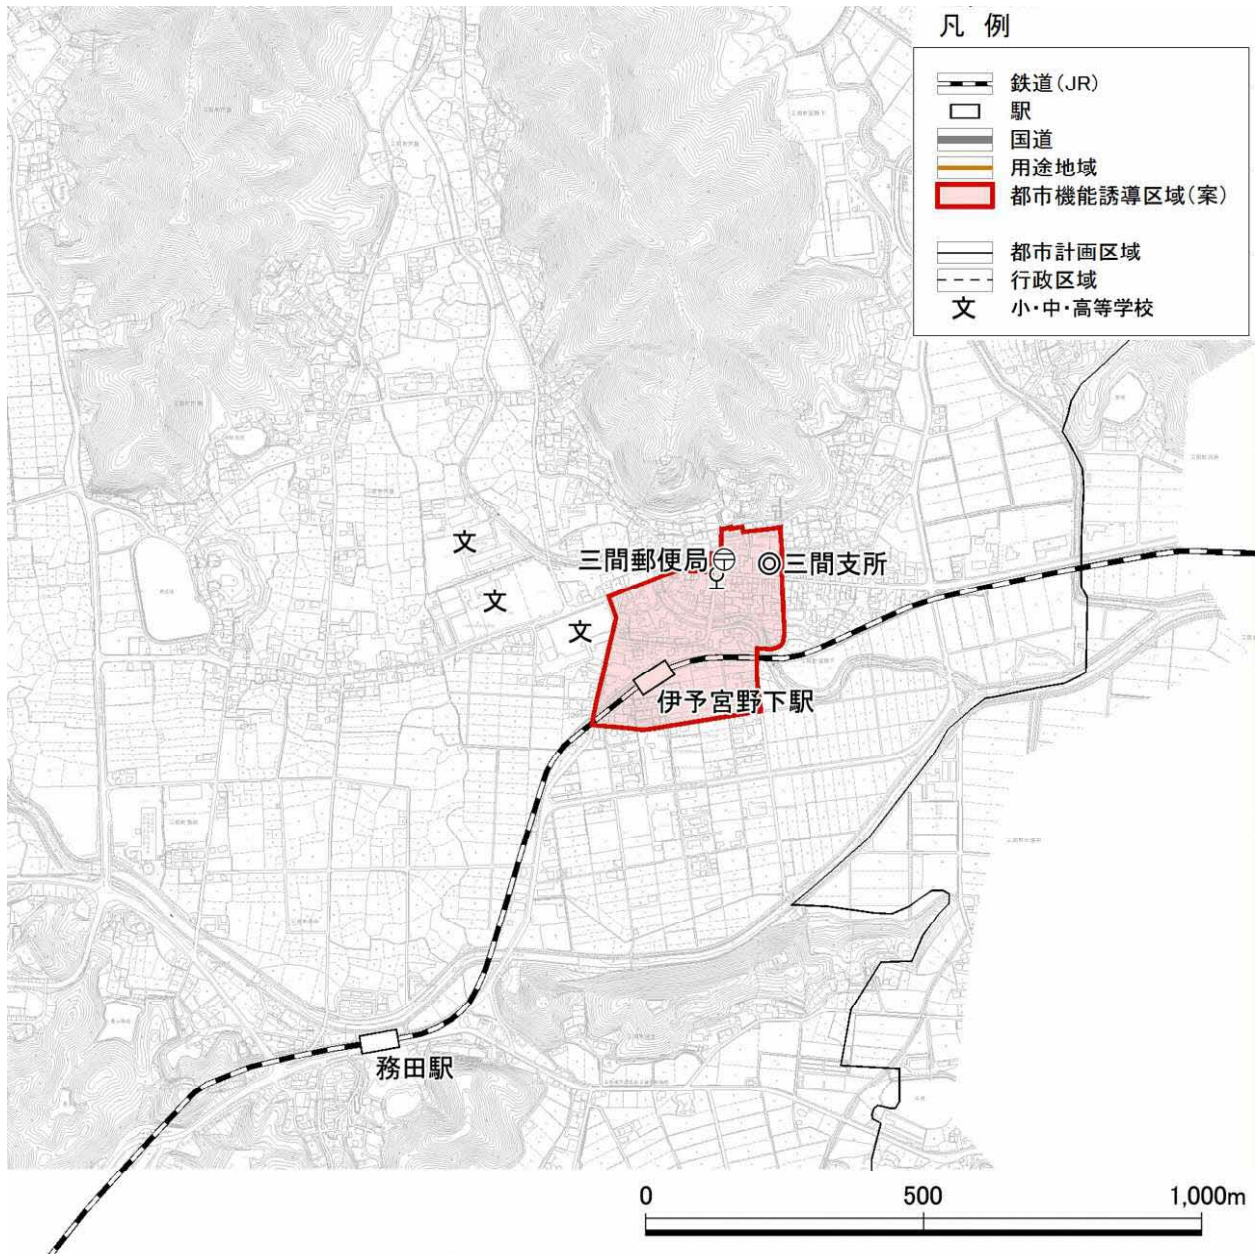 凡 例
鉄道(JR)
駅
国道
用途地域
都市機能誘導区域(案)
都市計画区域
行政区域
文 小・中・高等学校
文
三間郵便局
三間支所
文
文
伊予宮野下駅
務田駅
0 500 1,000m